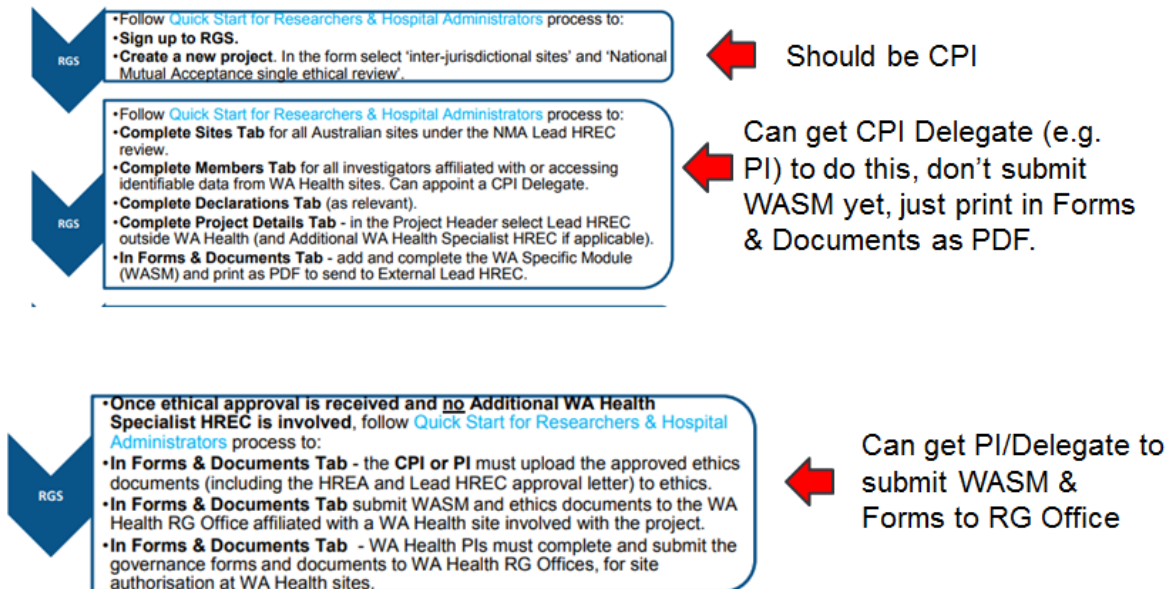 •Follow Quick Start for Researchers & Hospital Administrators process to:
•Sign up to RGS.
•Create a new project. In the form select 'inter-jurisdictional sites' and 'National
Mutual Acceptance single ethical review'.
RGS
Should be CPI
•Follow Quick Start for Researchers & Hospital Administrators process to:
•Complete Sites Tab for all Australian sites under the NMA Lead HREC
review.
•Complete Members Tab for all investigators affiliated with or accessing
identifiable data from WA Health sites. Can appoint a CPI Delegate.
•Complete Declarations Tab (as relevant).
•Complete Project Details Tab - in the Project Header select Lead HREC
outside WA Health (and Additional WA Health Specialist HREC if applicable).
•In Forms & Documents Tab - add and complete the WA Specific Module
(WASM) and print as PDF to send to External Lead HREC.
RGS
Can get CPI Delegate (e.g.
PI) to do this, don't submit
WASM yet, just print in Forms
& Documents as PDF.
•Once ethical approval is received and no Additional WA Health
Specialist HREC is involved, follow Quick Start for Researchers & Hospital
Administrators process to:
•In Forms & Documents Tab - the CPI or PI must upload the approved ethics
documents (including the HREA and Lead HREC approval letter) to ethics.
•In Forms & Documents Tab submit WASM and ethics documents to the WA
Health RG Office affiliated with a WA Health site involved with the project.
•In Forms & Documents Tab - WA Health PIs must complete and submit the
governance forms and documents to WA Health RG Offices, for site
authorisation at WA Health sites.
RGS
Can get PI/Delegate to
submit WASM &
Forms to RG Office